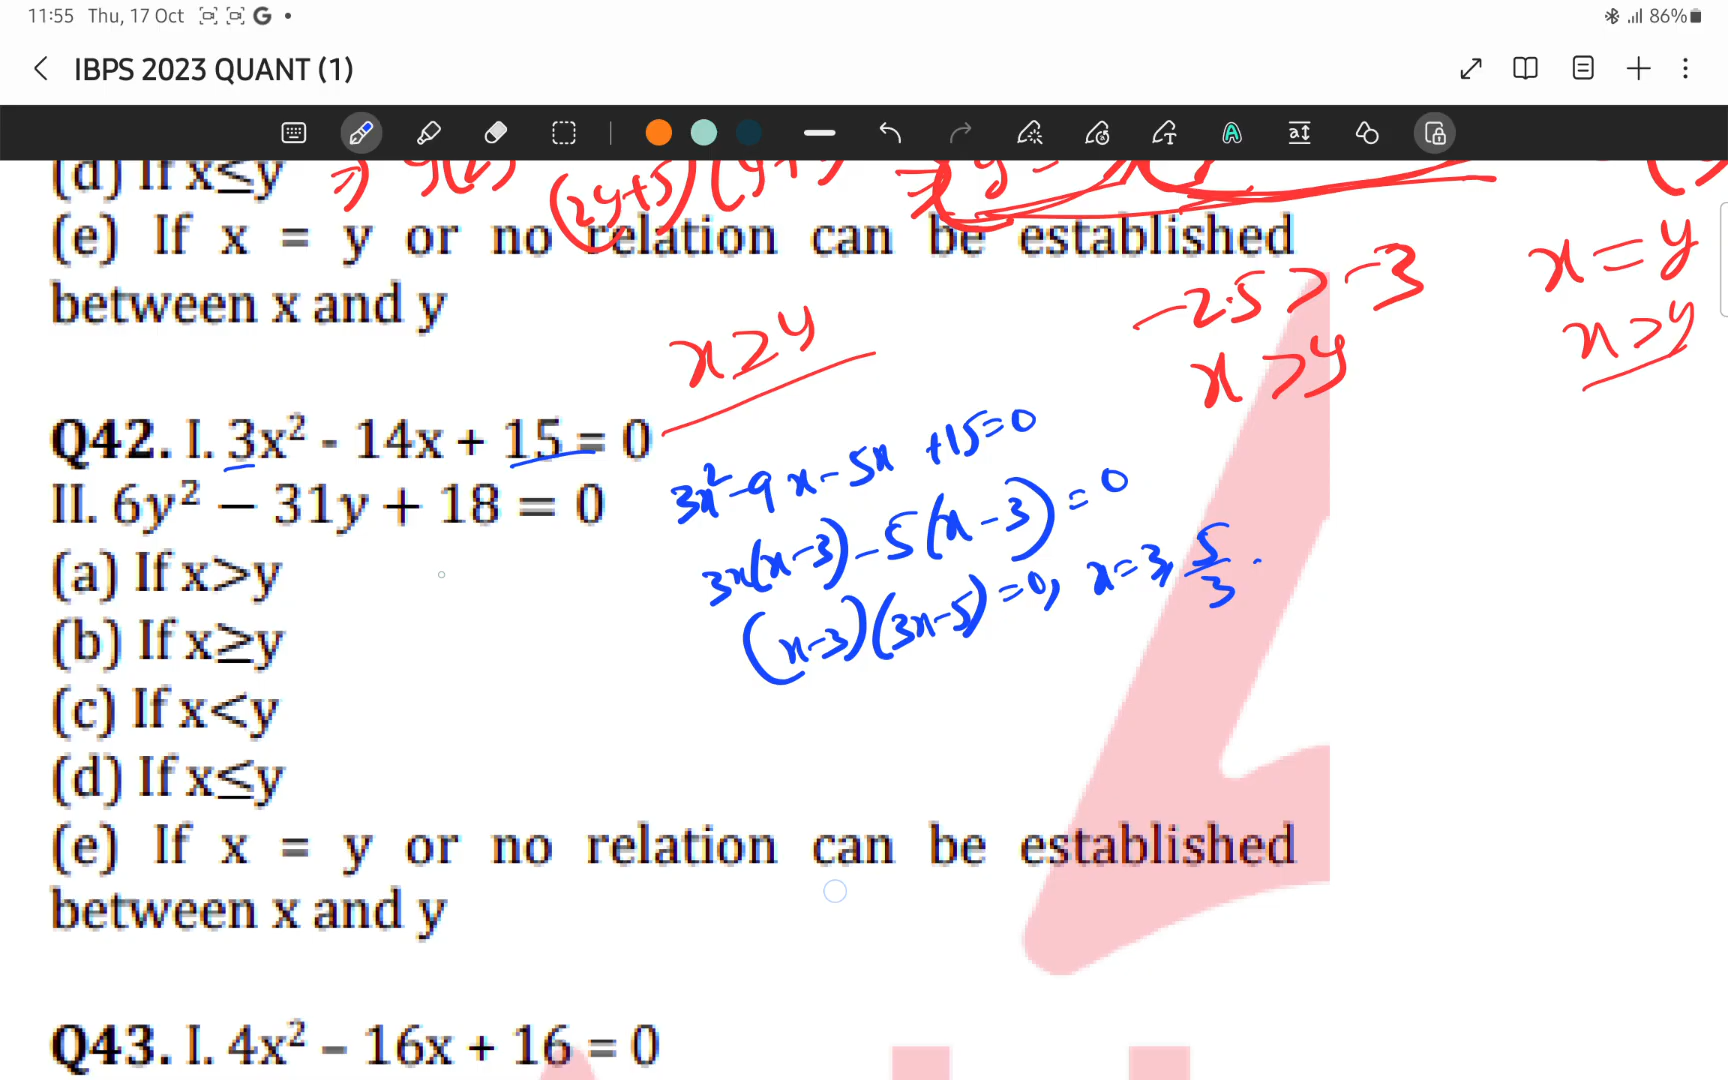 11:55 Thu, 17 Oct G 86%
IBPS 2023 QUANT (1)
(d) If x≤y
(2y+5)
(e) If x = y or no relation can be established
between x and y
-2.5 > -3
x > y
x = y
x > y
x ≥ y
Q42. I. 3x² - 14x + 15 = 0
II. 6y² − 31y + 18 = 0
(a) If x>y
(b) If x≥y
(c) If x<y
(d) If x≤y
(e) If x = y or no relation can be established
between x and y
3x²-9x-5x +15=0
3x(x-3)-5(x-3)=0
(x-3)(3x-5)=0, x=3, 5/3.
Q43. I. 4x² – 16x + 16 = 0